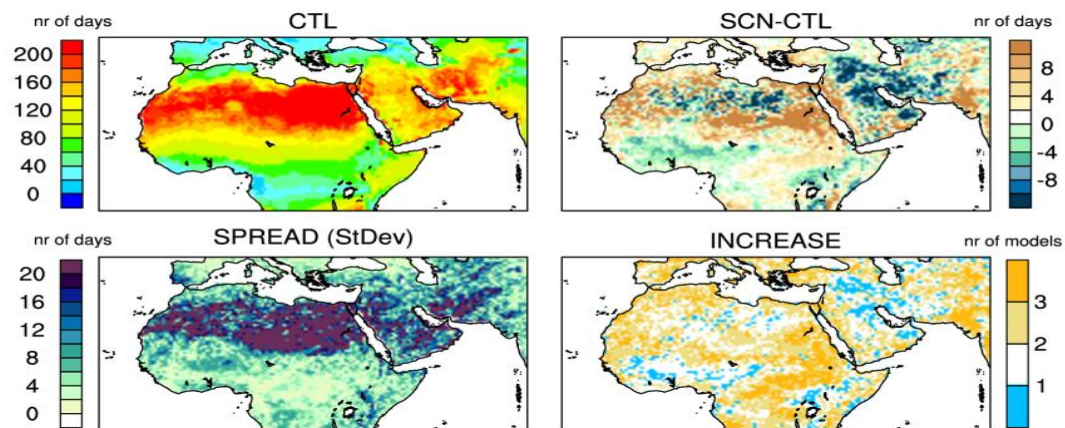 nr of days
CTL
200
160
120
80
40
0
SCN-CTL
nr of days
8
4
0
-4
-8
nr of days
SPREAD (StDev)
20
16
12
8
4
0
INCREASE
nr of models
3
2
1